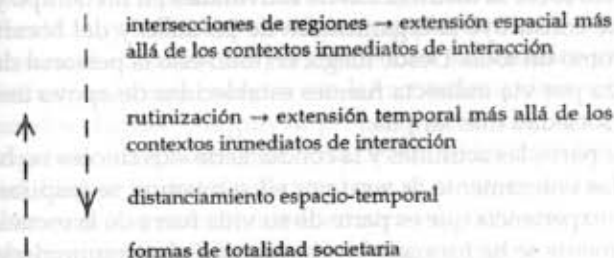 intersecciones de regiones → extensión espacial más
allá de los contextos inmediatos de interacción
rutinización → extensión temporal más allá de los
contextos inmediatos de interacción
distanciamiento espacio-temporal
formas de totalidad societaria